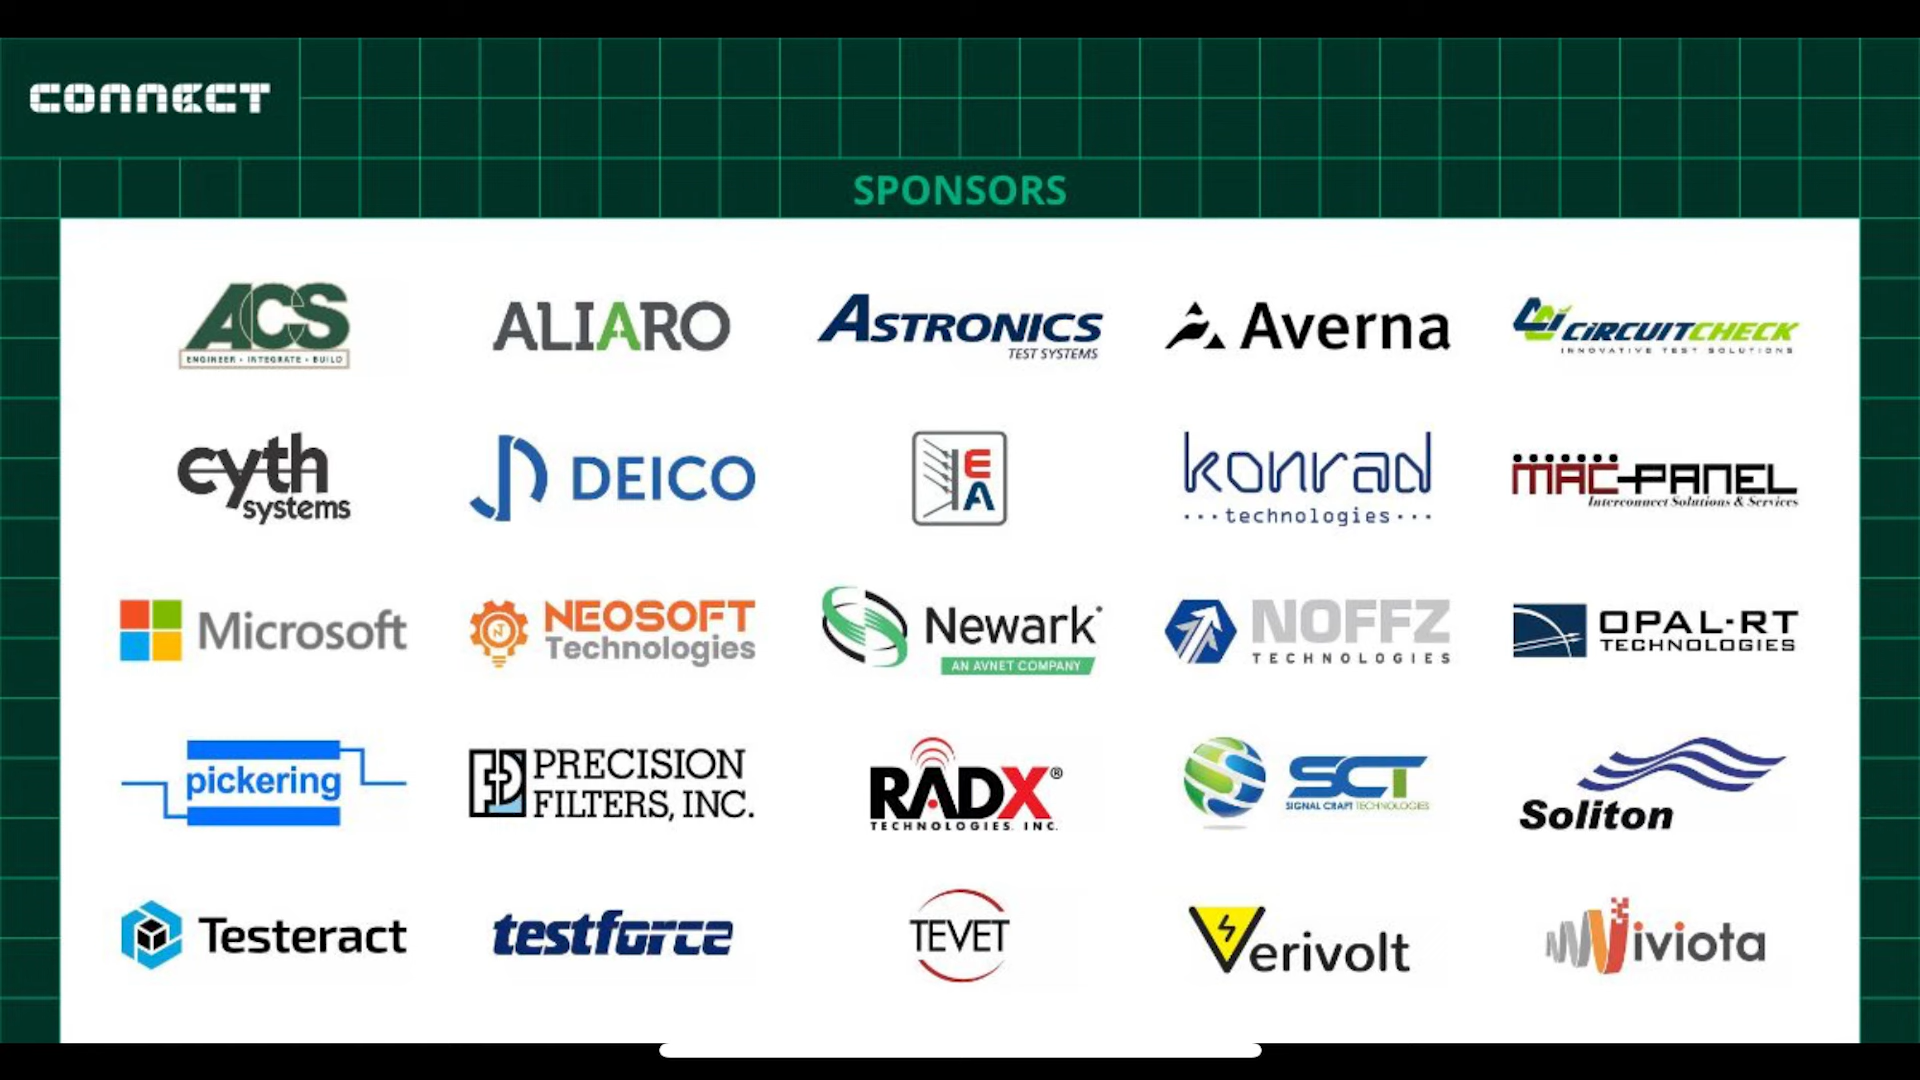 CONNECT
SPONSORS
ACS
ENGINEER • INTEGRATE • BUILD
ALIARO
ASTRONICS
TEST SYSTEMS
Averna
CCi CiRCUITCHECK
INNOVATIVE TEST SOLUTIONS
cyth
systems
DEICO
EA
konrad
···technologies···
MAC-PANEL
Interconnect Solutions & Services
Microsoft
NEOSOFT
Technologies
Newark
AN AVNET COMPANY
NOFFZ
TECHNOLOGIES
OPAL-RT
TECHNOLOGIES
pickering
PRECISION
FILTERS, INC.
RADX®
TECHNOLOGIES, INC.
SCT
SIGNAL CRAFT TECHNOLOGIES
Soliton
Testeract
testforce
TEVET
Verivolt
Viviota